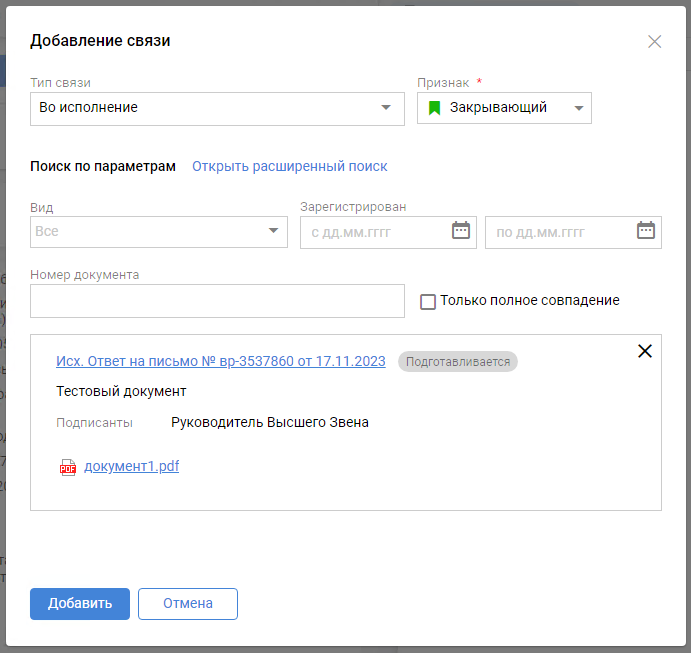 Добавление связи
Тип связи Признак *
Во исполнение Закрывающий
Поиск по параметрам Открыть расширенный поиск
Вид Зарегистрирован
Все с дд.мм.гггг по дд.мм.гггг
Номер документа
Только полное совпадение
Исх. Ответ на письмо № вр-3537860 от 17.11.2023 Подготавливается
Тестовый документ
Подписанты Руководитель Высшего Звена
PDF документ1.pdf
Добавить Отмена